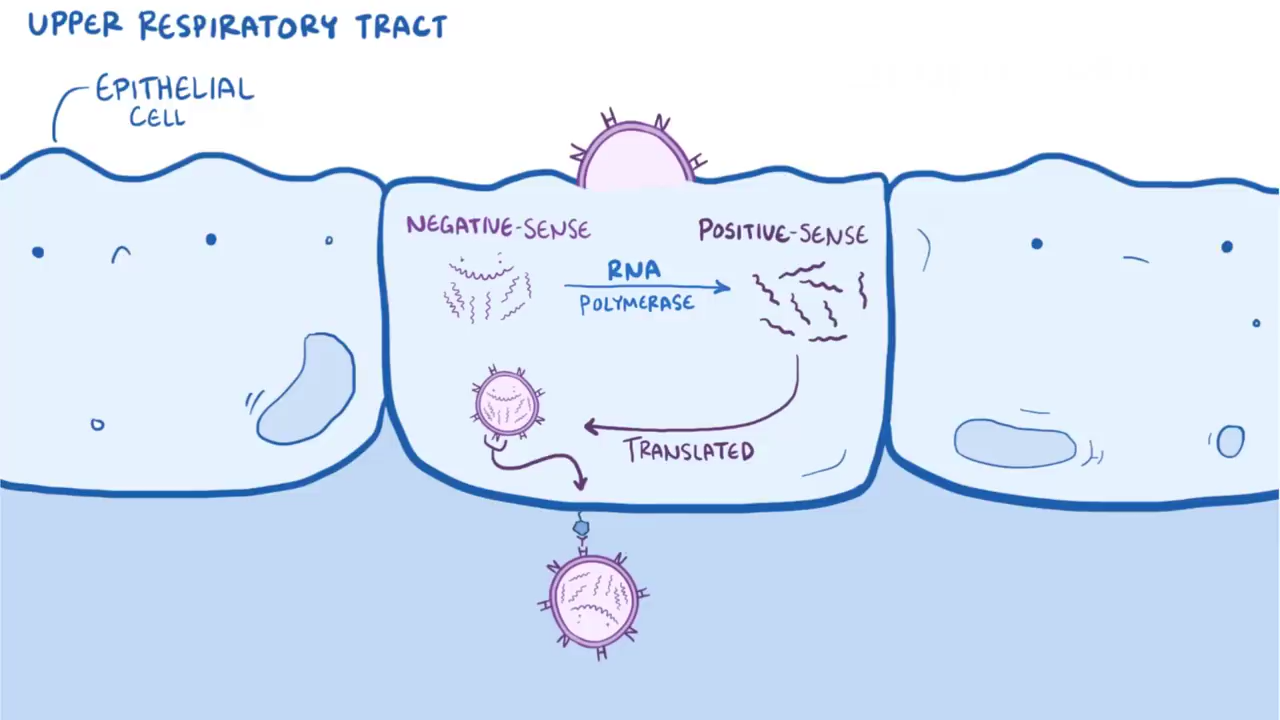 UPPER RESPIRATORY TRACT
EPITHELIAL
CELL
H N
N H
NEGATIVE-SENSE
POSITIVE-SENSE
RNA
POLYMERASE
TRANSLATED
H
N N
H H
N N
H